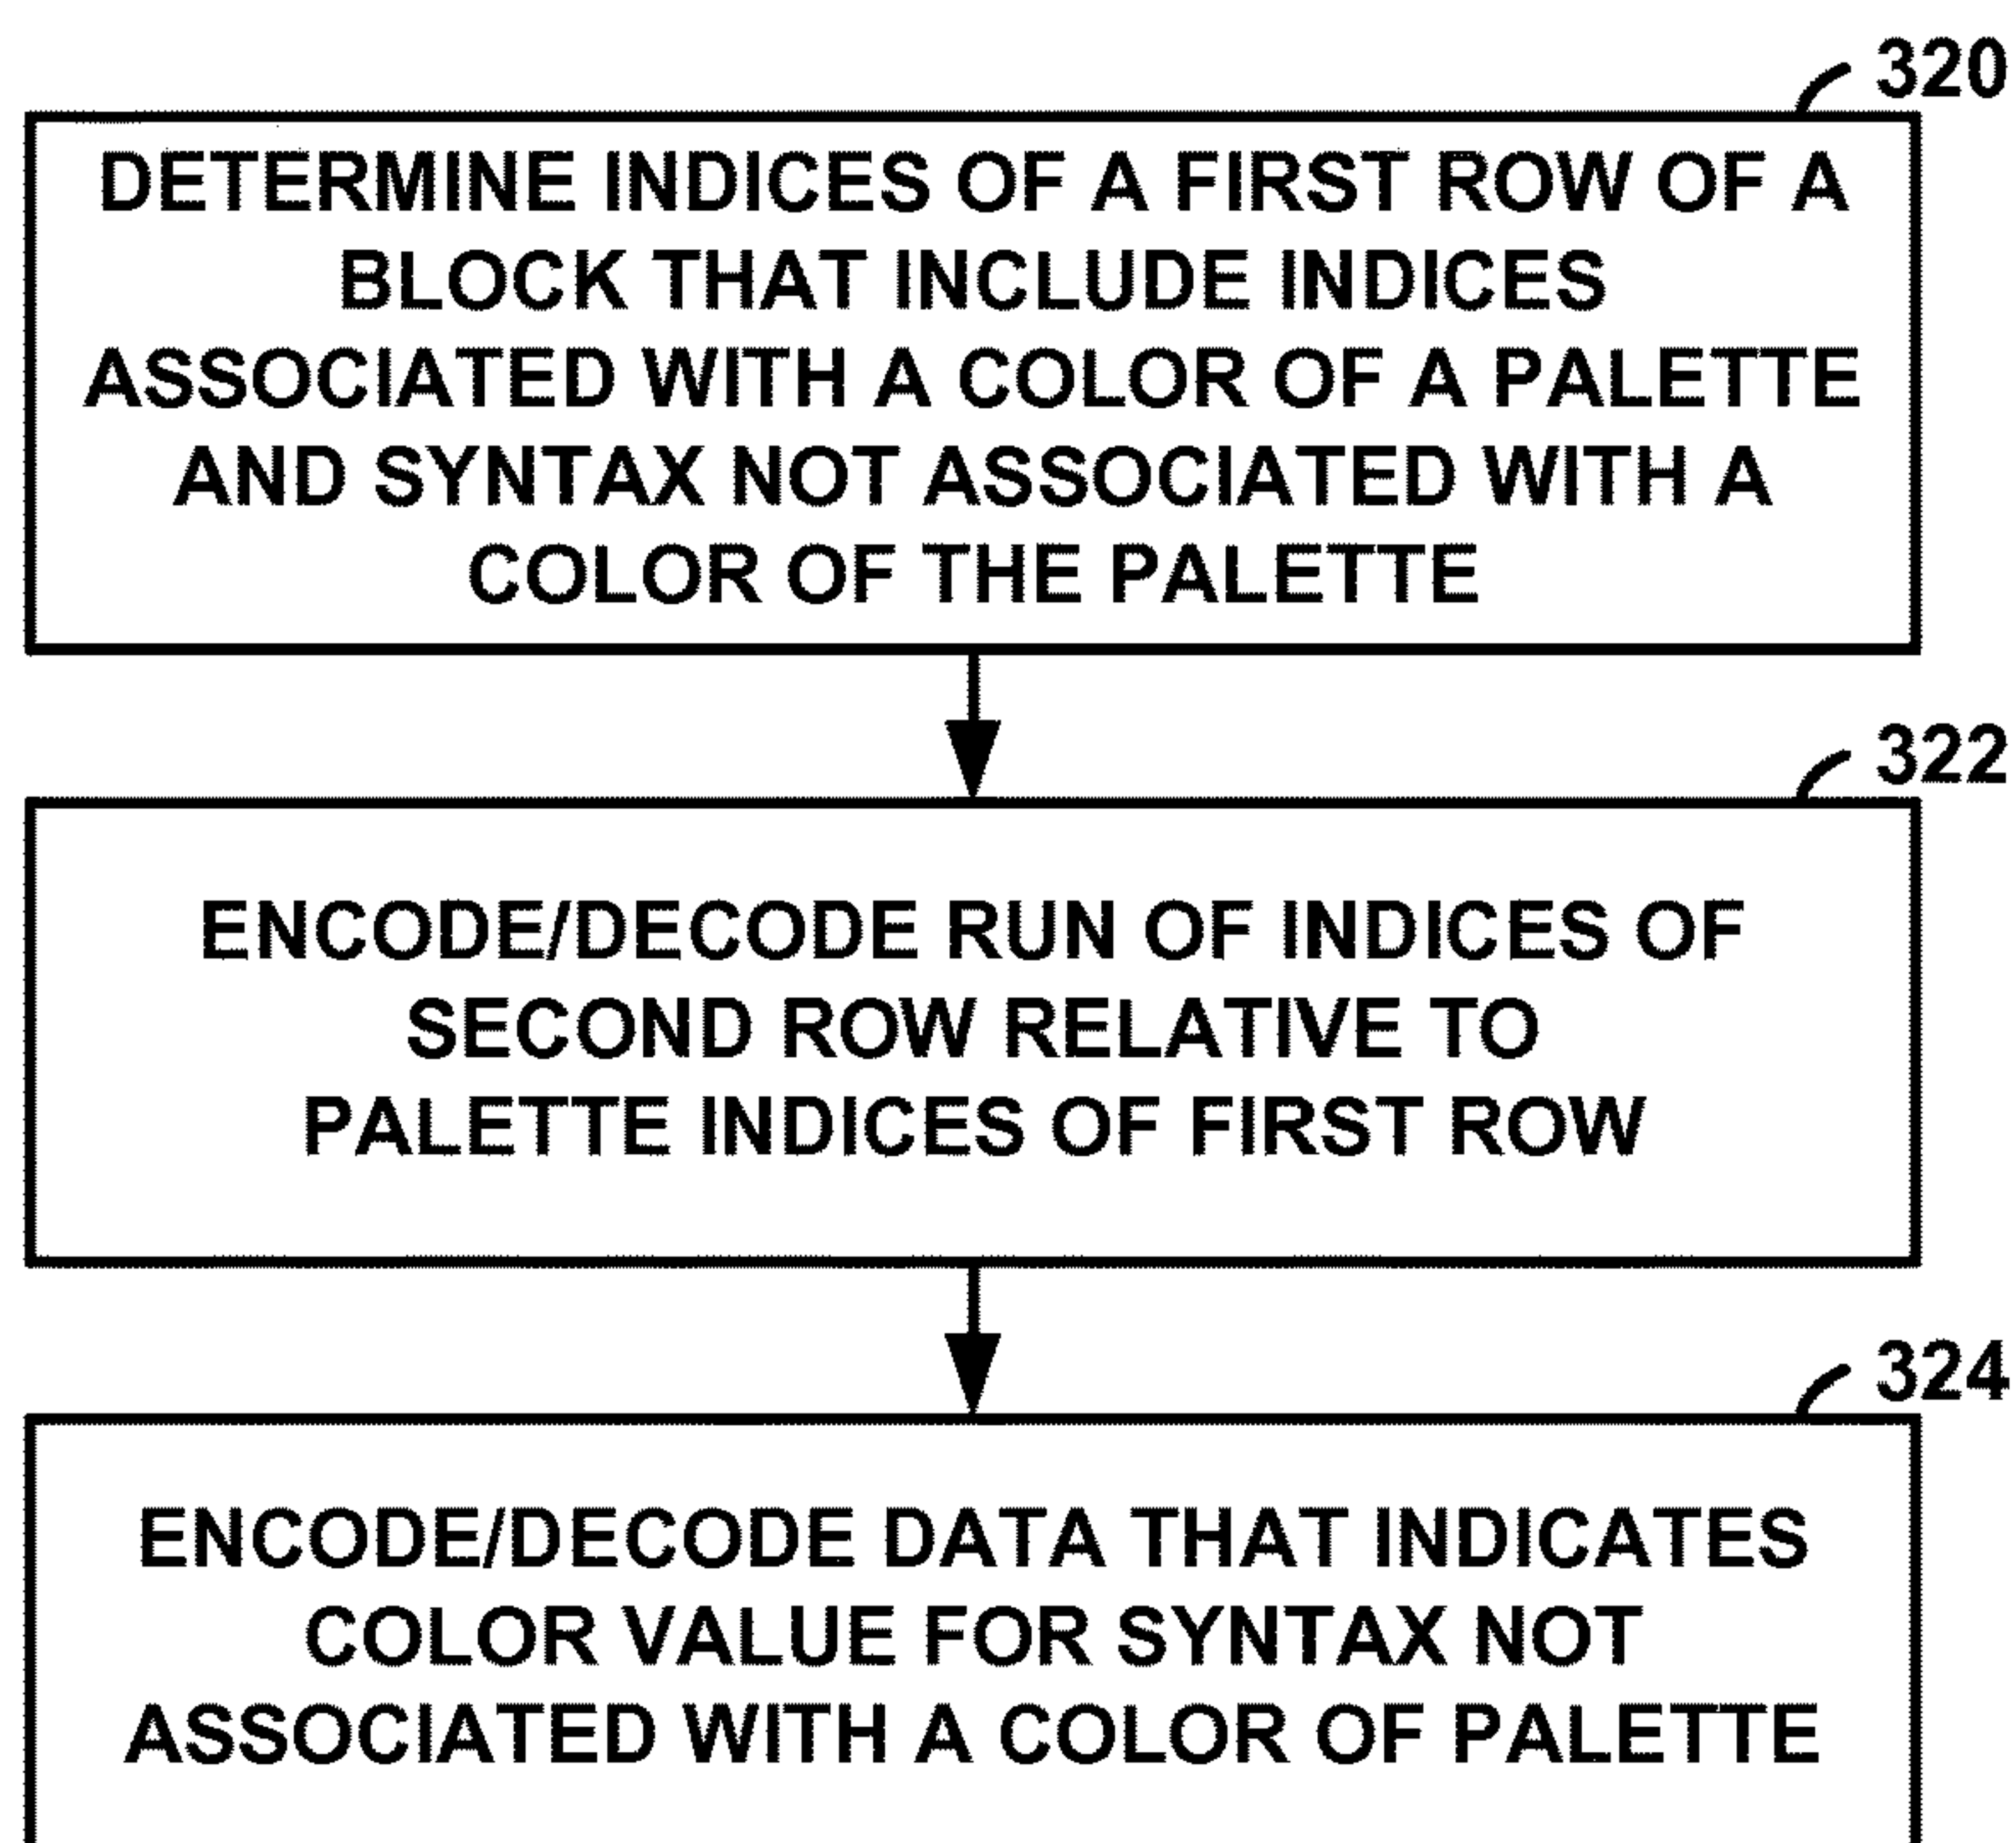 320
DETERMINE INDICES OF A FIRST ROW OF A
BLOCK THAT INCLUDE INDICES
ASSOCIATED WITH A COLOR OF A PALETTE
AND SYNTAX NOT ASSOCIATED WITH A
COLOR OF THE PALETTE
322
ENCODE/DECODE RUN OF INDICES OF
SECOND ROW RELATIVE TO
PALETTE INDICES OF FIRST ROW
324
ENCODE/DECODE DATA THAT INDICATES
COLOR VALUE FOR SYNTAX NOT
ASSOCIATED WITH A COLOR OF PALETTE